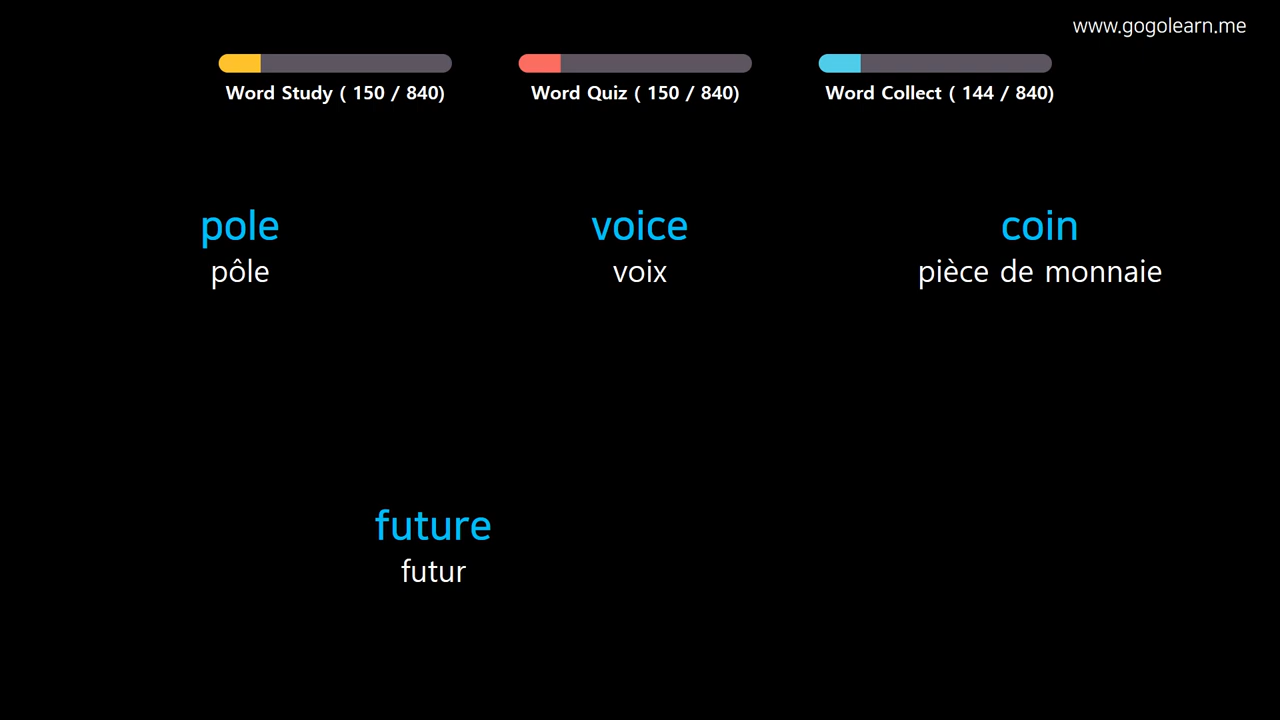 www.gogolearn.me
Word Study ( 150 / 840)
Word Quiz ( 150 / 840)
Word Collect ( 144 / 840)
pole
pôle
voice
voix
coin
pièce de monnaie
future
futur